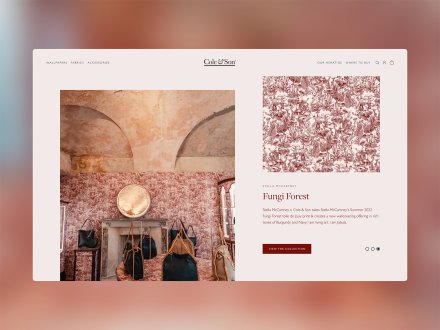 WALLPAPERS FABRICS ACCESSORIES
Cole & Son
OUR HERATIGE WHERE TO BUY
STELLA MCCARTNEY
Fungi Forest
Stella McCartney x Cole & Son takes Stella McCartney's Summer 2022
Fungi Forest toile de jouy print & creates a new wallcovering offering in rich
tones of Burgundy and Navy.
VIEW THE COLLECTION